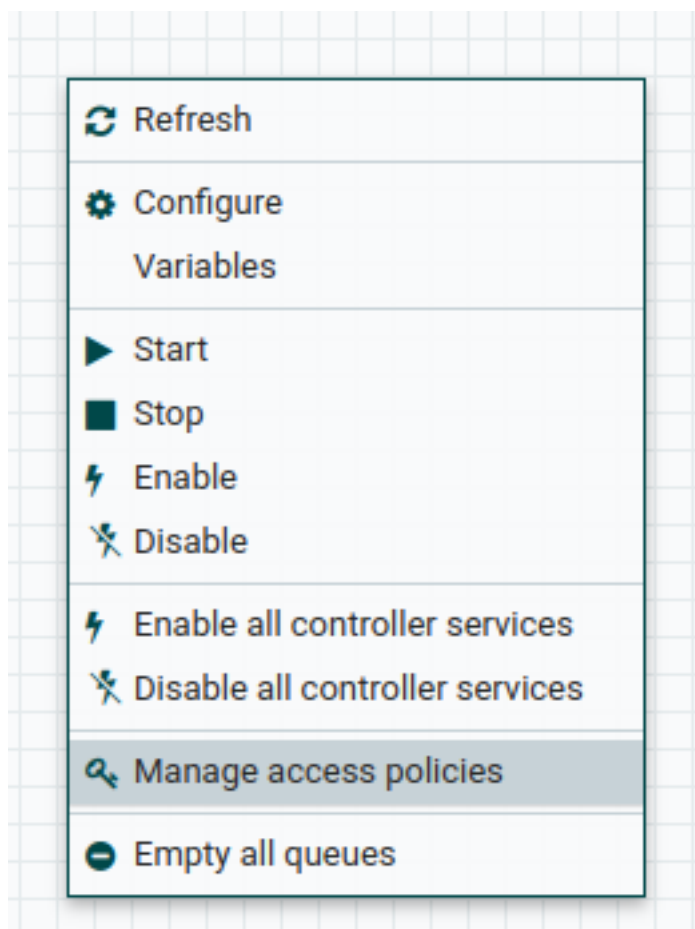 Refresh
Configure
Variables
Start
Stop
Enable
Disable
Enable all controller services
Disable all controller services
Manage access policies
Empty all queues